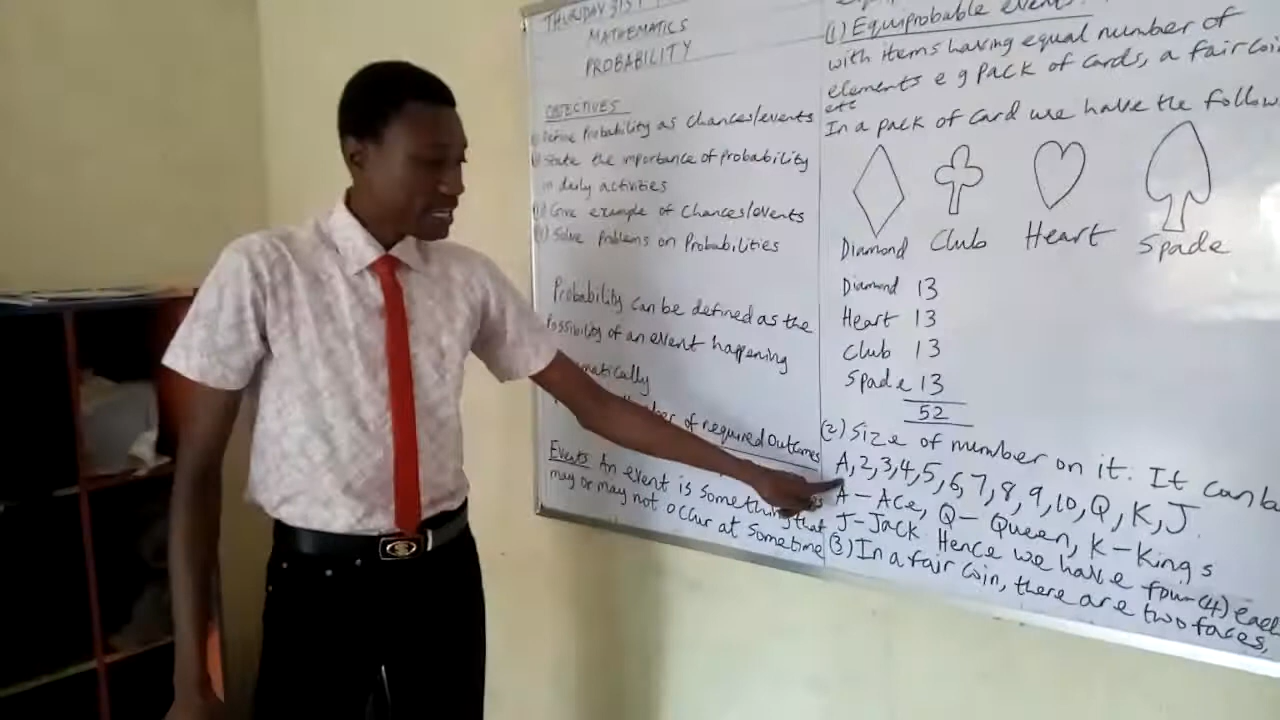 THURSDAY 31ST
MATHEMATICS
PROBABILITY
OBJECTIVES
Define Probability as Chances/events
State the importance of Probability
in daily activities
Give example of Chances/events
Solve Problems on Probabilities
Probability can be defined as the
Possibility of an event happening
of required Outcomes
Events An event is something that
may or may not occur at sometime
(1) Equiprobable events
with items having equal number of
elements e g Pack of cards, a fair coin
etc
In a pack of card we have the follow
Diamond Club Heart Spade
Diamond 13
Heart 13
Club 13
Spade 13
52
(2) Size of number on it. It can be
A, 2, 3, 4, 5, 6, 7, 8, 9, 10, Q, K, J
A - Ace, Q - Queen, K - Kings
J - Jack. Hence we have four (4) each
(3) In a fair coin, there are two faces,